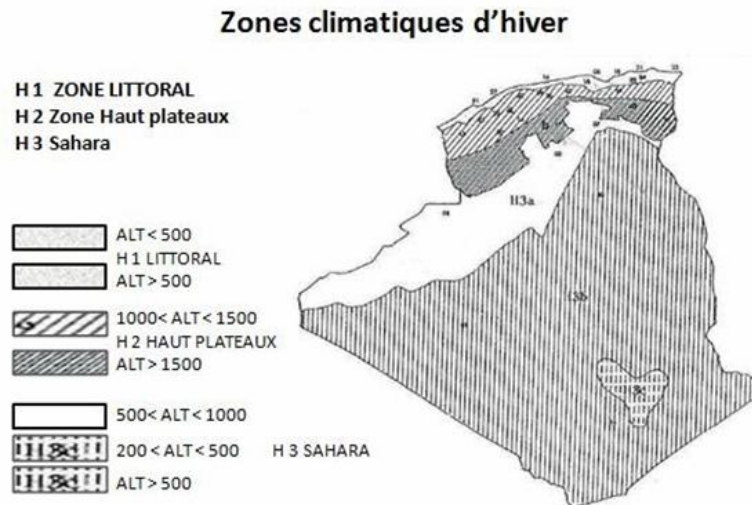 Zones climatiques d’hiver
H 1 ZONE LITTORAL
H 2 Zone Haut plateaux
H 3 Sahara
ALT < 500
H 1 LITTORAL
ALT > 500
1000 < ALT < 1500
H 2 HAUT PLATEAUX
ALT > 1500
500 < ALT < 1000
200 < ALT < 500 H 3 SAHARA
ALT > 500
H3a